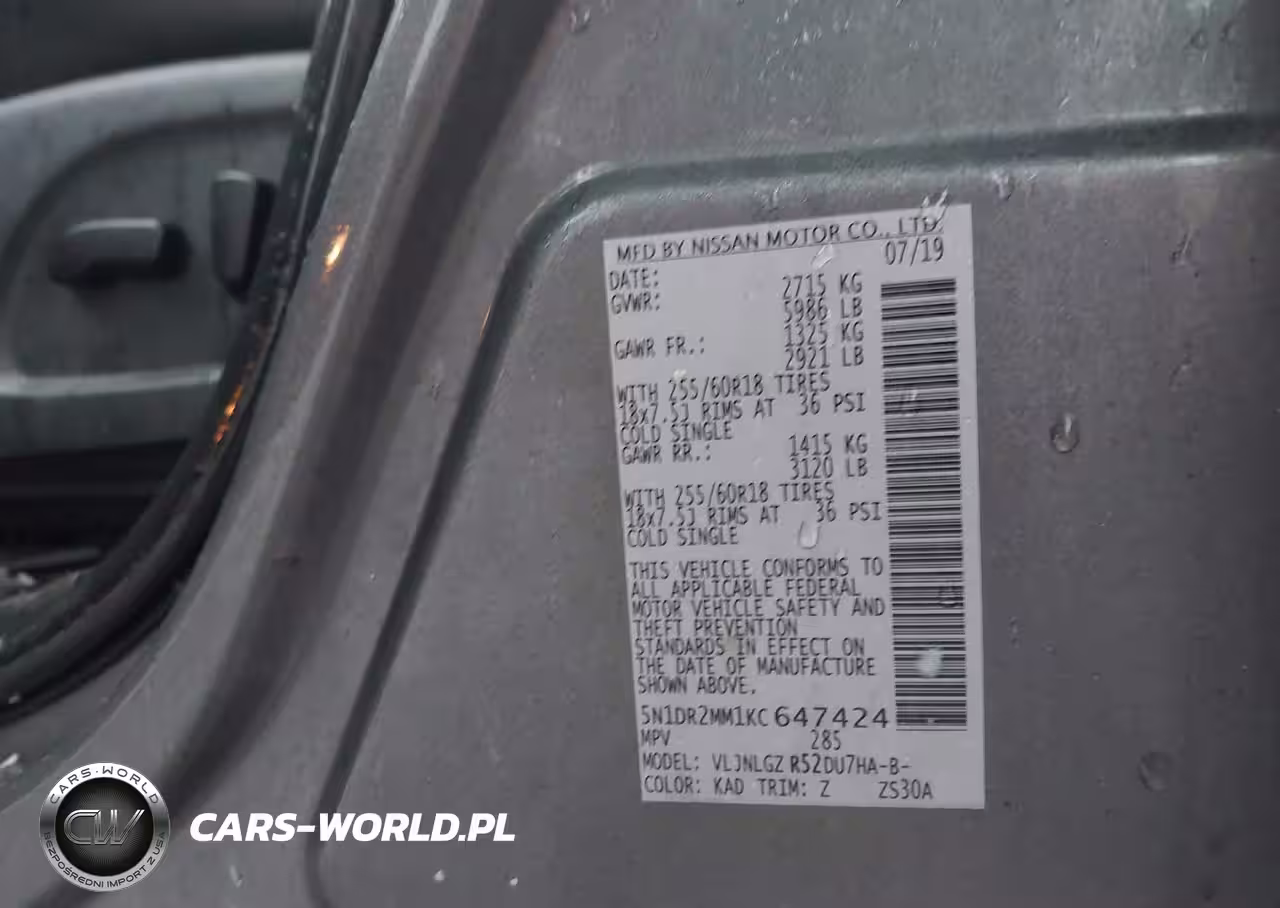 MFD BY NISSAN MOTOR CO., LTD.
DATE: 07/19
GVWR: 2715 KG
5986 LB
GAWR FR.: 1325 KG
2921 LB
WITH 255/60R18 TIRES
18x7.5J RIMS AT 36 PSI
COLD SINGLE
GAWR RR.: 1415 KG
3120 LB
WITH 255/60R18 TIRES
18x7.5J RIMS AT 36 PSI
COLD SINGLE
THIS VEHICLE CONFORMS TO
ALL APPLICABLE FEDERAL
MOTOR VEHICLE SAFETY AND
THEFT PREVENTION
STANDARDS IN EFFECT ON
THE DATE OF MANUFACTURE
SHOWN ABOVE.
5N1DR2MM1KC647424
MPV 285
MODEL: VLJNLGZ R52DU7HA-B-
COLOR: KAD TRIM: Z ZS30A
CARS-WORLD
CW
BEZPOŚREDNI IMPORT Z USA
CARS-WORLD.PL